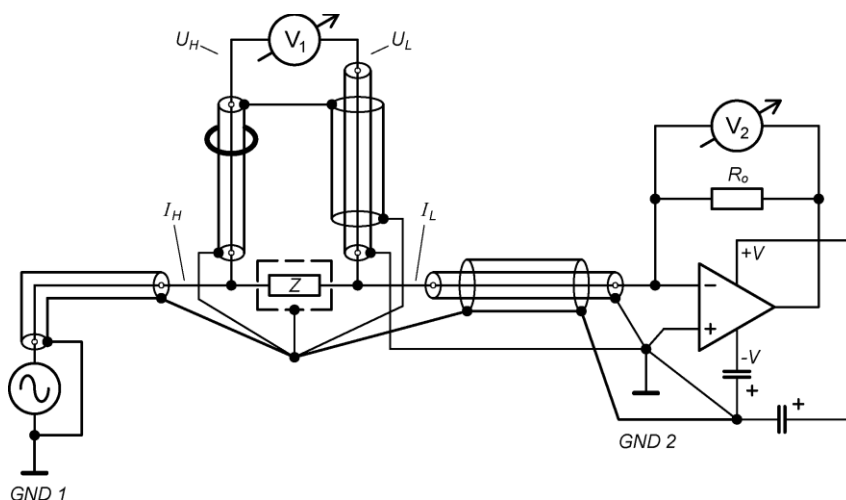 U_H
V_1
U_L
V_2
R_o
I_H
I_L
Z
+V
−
+
-V
+
+
GND 2
GND 1